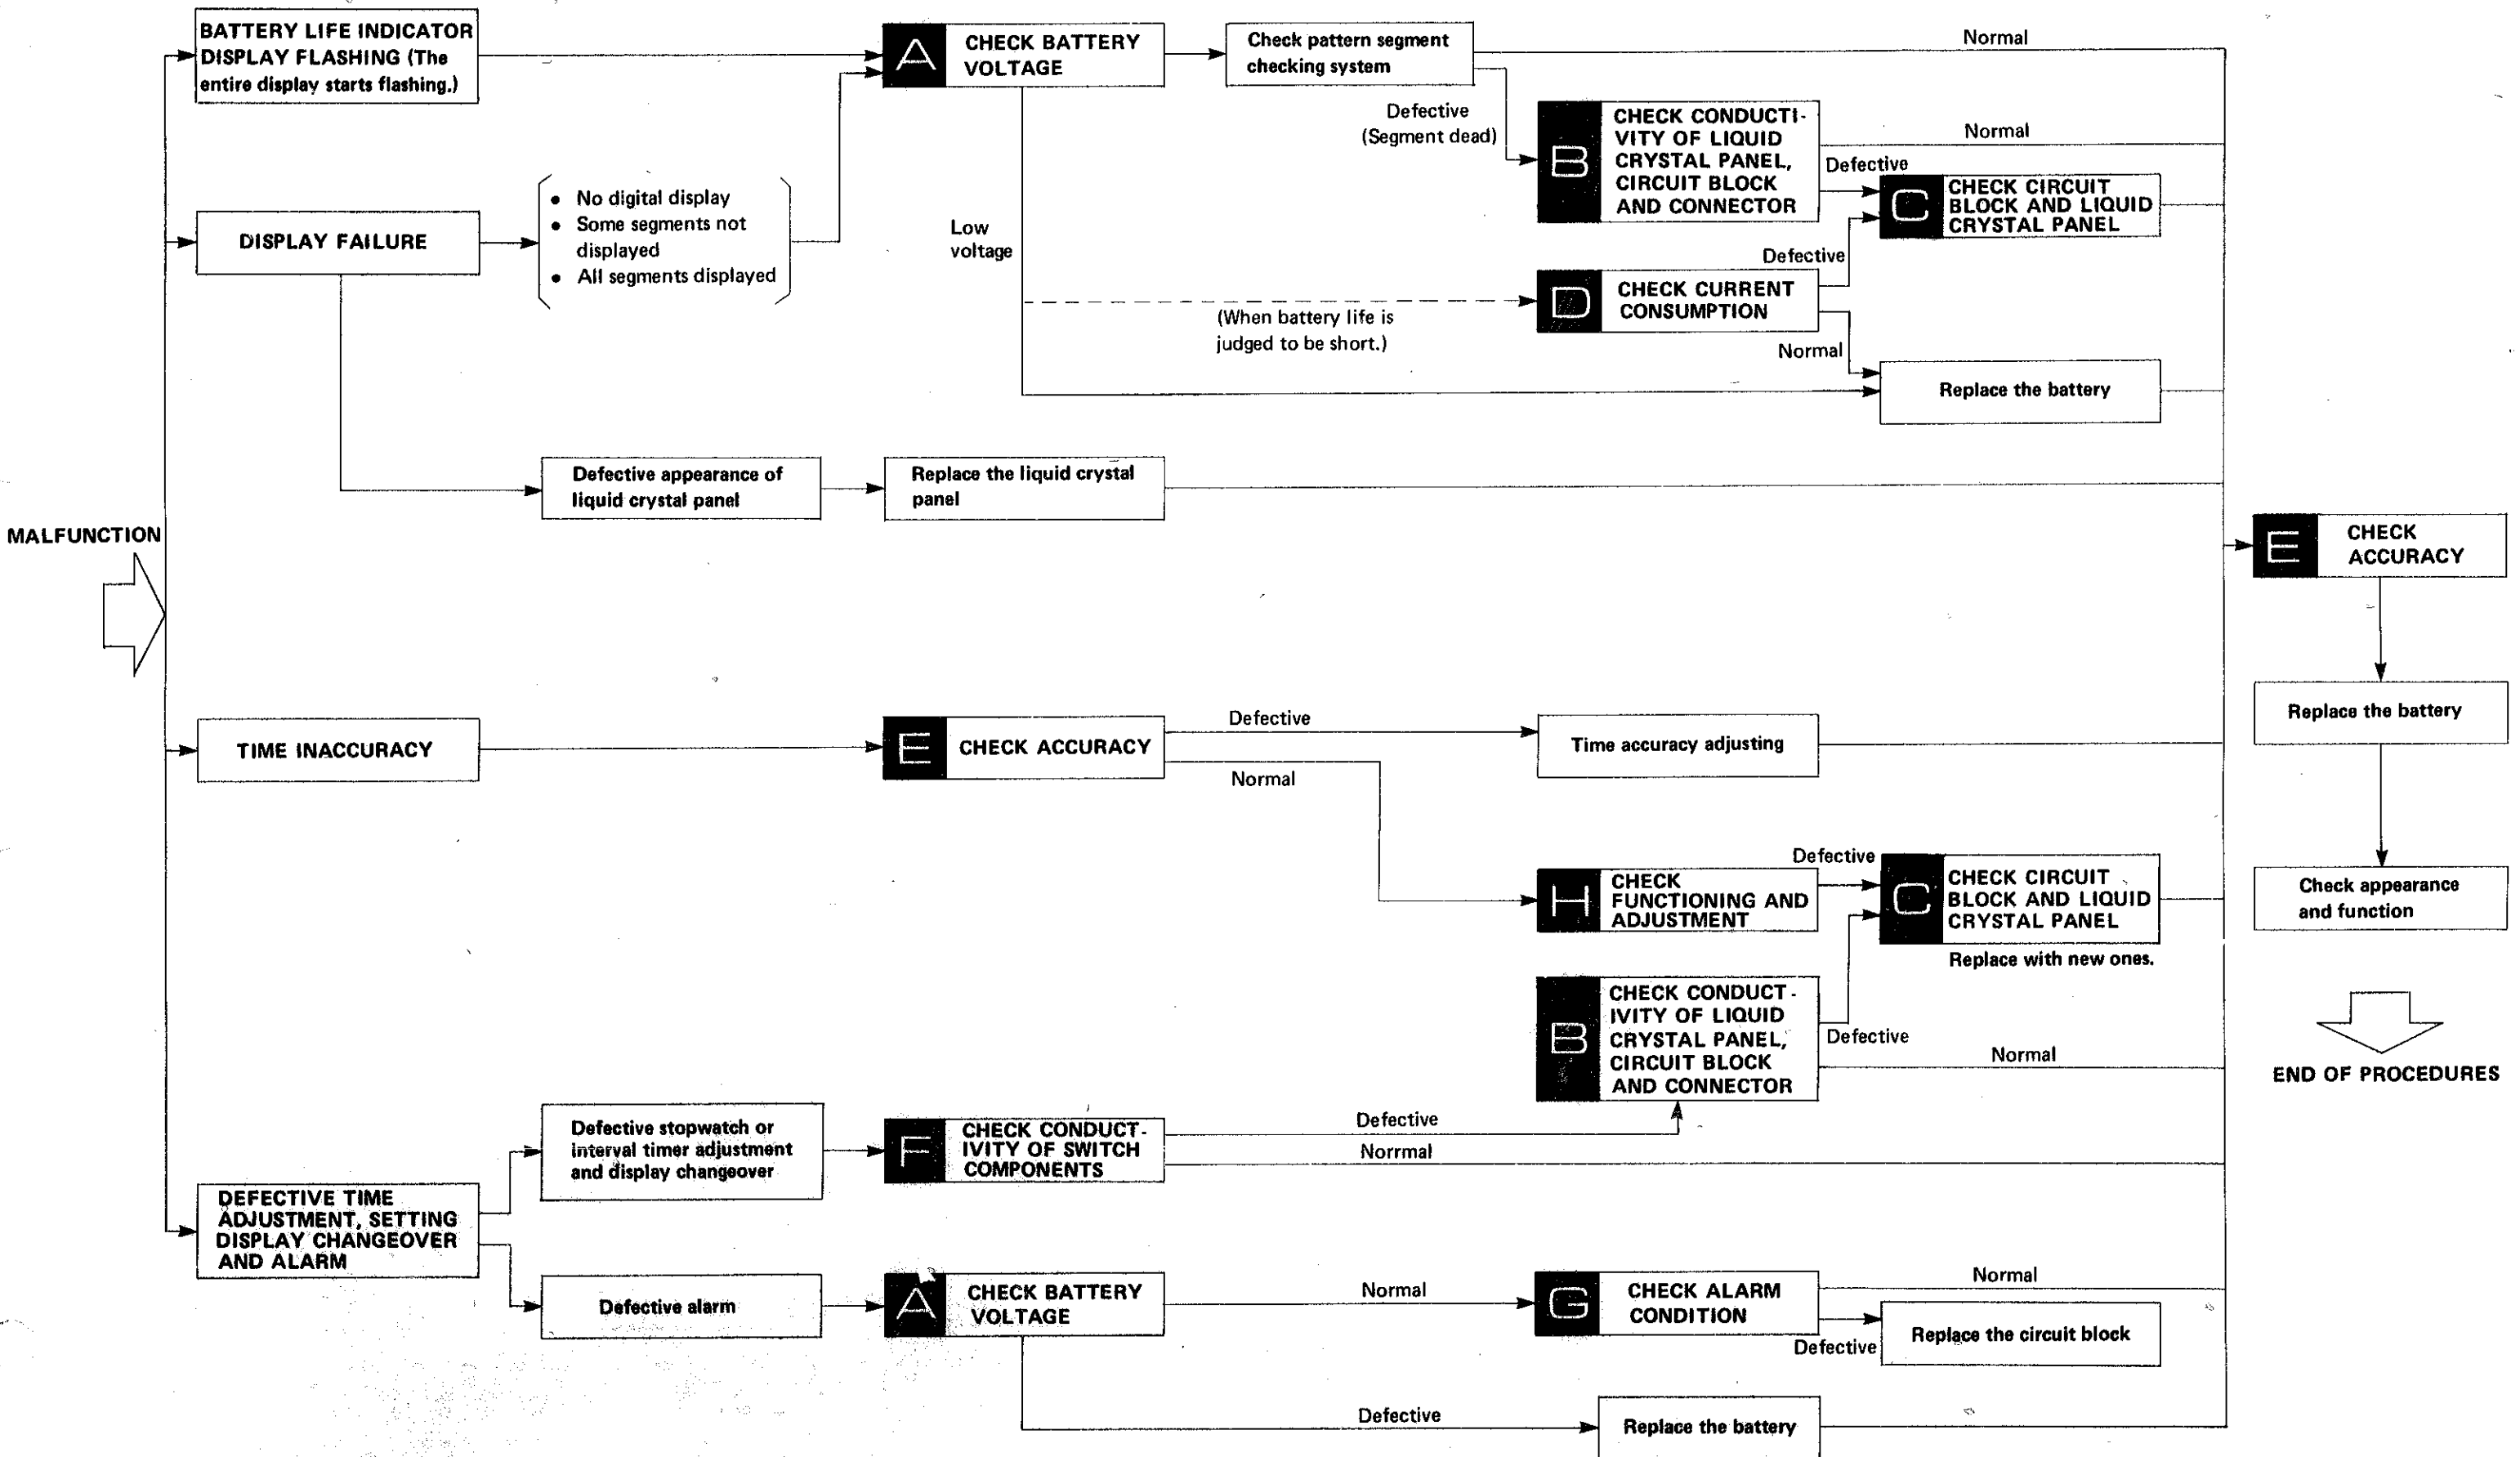 BATTERY LIFE INDICATOR
DISPLAY FLASHING (The
entire display starts flashing.)
A
CHECK BATTERY
VOLTAGE
Check pattern segment
checking system
Normal
Defective
(Segment dead)
B
CHECK CONDUCTI-
VITY OF LIQUID
CRYSTAL PANEL,
CIRCUIT BLOCK
AND CONNECTOR
Normal
Defective
C
CHECK CIRCUIT
BLOCK AND LIQUID
CRYSTAL PANEL
DISPLAY FAILURE
• No digital display
• Some segments not
displayed
• All segments displayed
Low
voltage
(When battery life is
judged to be short.)
D
CHECK CURRENT
CONSUMPTION
Defective
Normal
Replace the battery
Defective appearance of
liquid crystal panel
Replace the liquid crystal
panel
MALFUNCTION
E
CHECK
ACCURACY
Replace the battery
Check appearance
and function
END OF PROCEDURES
TIME INACCURACY
E
CHECK ACCURACY
Defective
Normal
Time accuracy adjusting
H
CHECK
FUNCTIONING AND
ADJUSTMENT
Defective
C
CHECK CIRCUIT
BLOCK AND LIQUID
CRYSTAL PANEL
Replace with new ones.
B
CHECK CONDUCT-
IVITY OF LIQUID
CRYSTAL PANEL,
CIRCUIT BLOCK
AND CONNECTOR
Defective
Normal
DEFECTIVE TIME
ADJUSTMENT, SETTING
DISPLAY CHANGEOVER
AND ALARM
Defective stopwatch or
interval timer adjustment
and display changeover
F
CHECK CONDUCT-
IVITY OF SWITCH
COMPONENTS
Defective
Norrmal
Defective alarm
A
CHECK BATTERY
VOLTAGE
Normal
G
CHECK ALARM
CONDITION
Normal
Defective
Replace the circuit block
Defective
Replace the battery